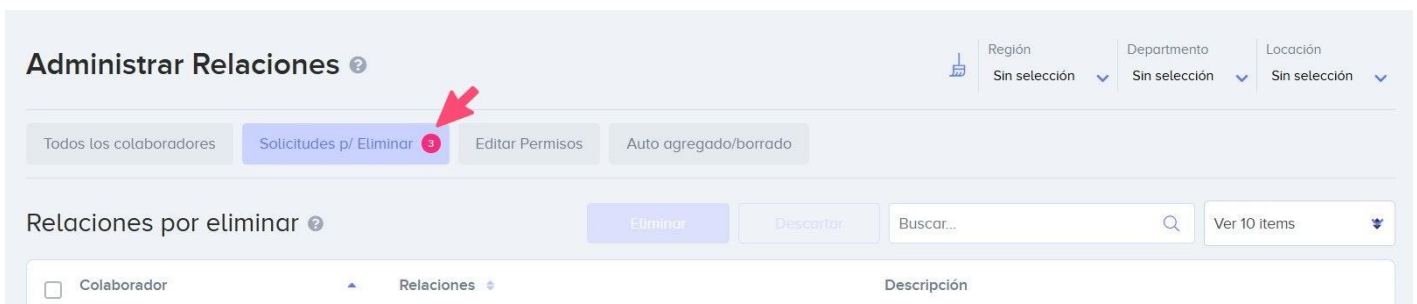 Administrar Relaciones ?
Región
Sin selección
Departmento
Sin selección
Locación
Sin selección
Todos los colaboradores
Solicitudes p/ Eliminar 3
Editar Permisos
Auto agregado/borrado
Relaciones por eliminar ?
Eliminar
Descartar
Buscar...
Ver 10 items
Colaborador
Relaciones
Descripción